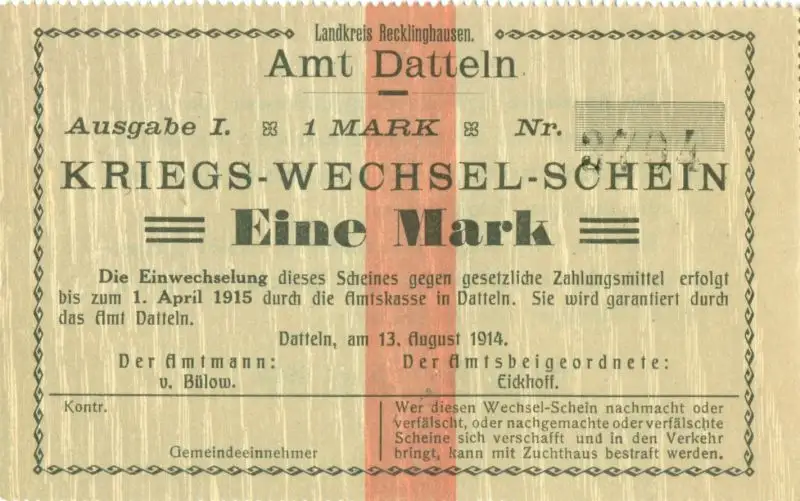 Landkreis Recklinghausen.
Amt Datteln
Ausgabe I. 1 MARK Nr. 2794
KRIEGS-WECHSEL-SCHEIN
Eine Mark
Die Einwechselung dieses Scheines gegen gesetzliche Zahlungsmittel erfolgt
bis zum 1. April 1915 durch die Amtskasse in Datteln. Sie wird garantiert durch
das Amt Datteln.
Datteln, am 13. August 1914.
Der Amtmann: Der Amtsbeigeordnete:
v. Bülow. Eickhoff.
Kontr.
Gemeindeeinnehmer
Wer diesen Wechsel-Schein nachmacht oder
verfälscht, oder nachgemachte oder verfälschte
Scheine sich verschafft und in den Verkehr
bringt, kann mit Zuchthaus bestraft werden.